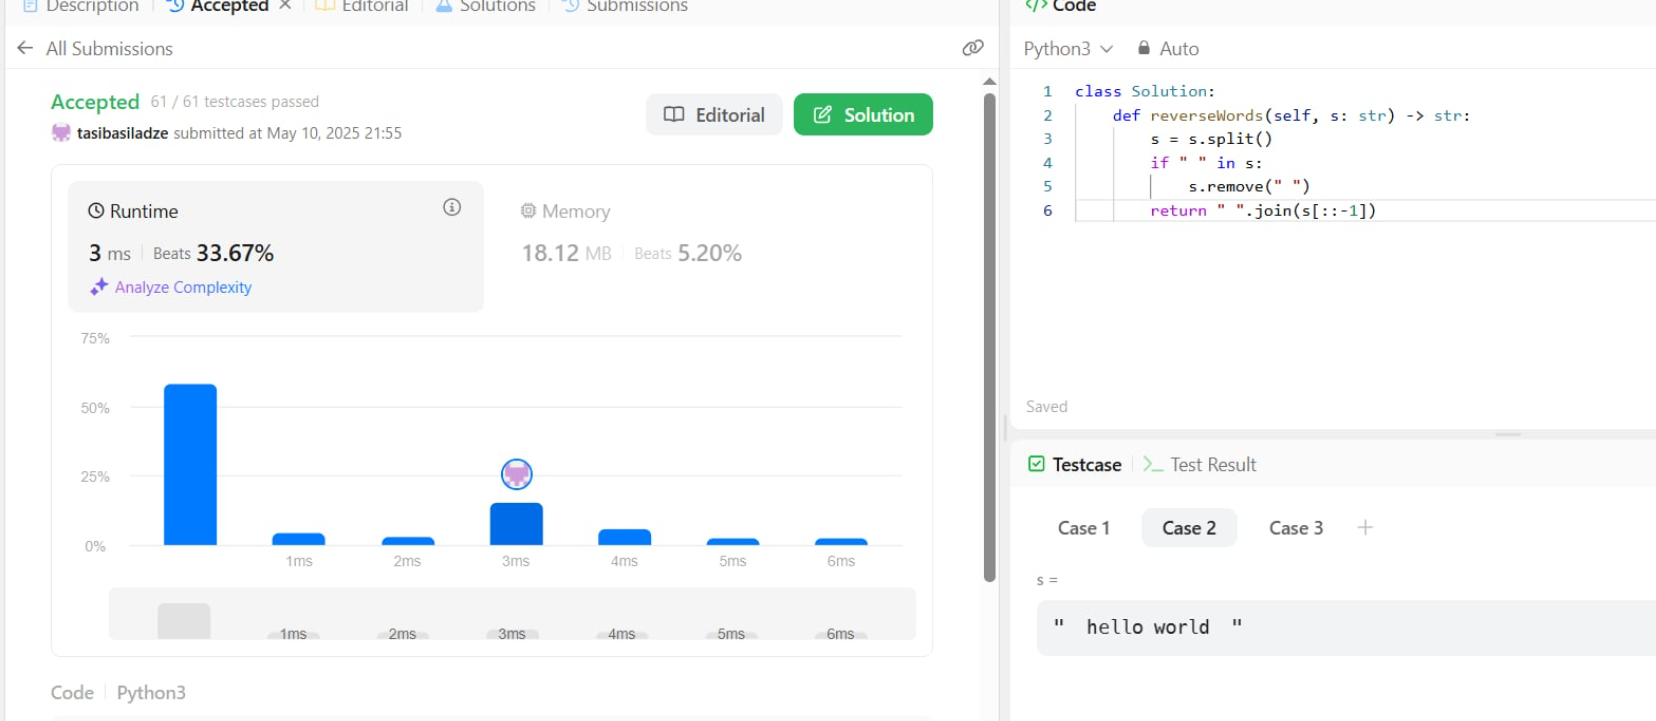 Description
Accepted
Editorial
Solutions
Submissions
All Submissions
Accepted 61 / 61 testcases passed
tasibasiladze submitted at May 10, 2025 21:55
Editorial
Solution
Runtime
3 ms Beats 33.67%
Analyze Complexity
Memory
18.12 MB Beats 5.20%
75%
50%
25%
0%
1ms 2ms 3ms 4ms 5ms 6ms
1ms 2ms 3ms 4ms 5ms 6ms
Code Python3
</> Code
Python3 Auto
1 class Solution:
2 def reverseWords(self, s: str) -> str:
3 s = s.split()
4 if " " in s:
5 s.remove(" ")
6 return " ".join(s[::-1])
Saved
Testcase >_ Test Result
Case 1 Case 2 Case 3 +
s =
"  hello world  "